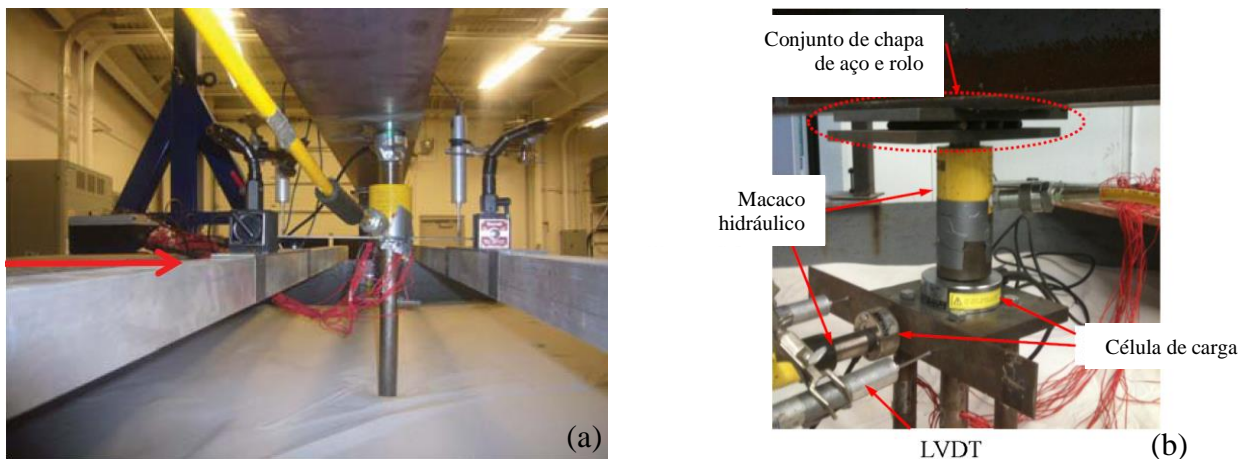 (a)
Conjunto de chapa
de aço e rolo
Macaco
hidráulico
Célula de carga
LVDT
(b)